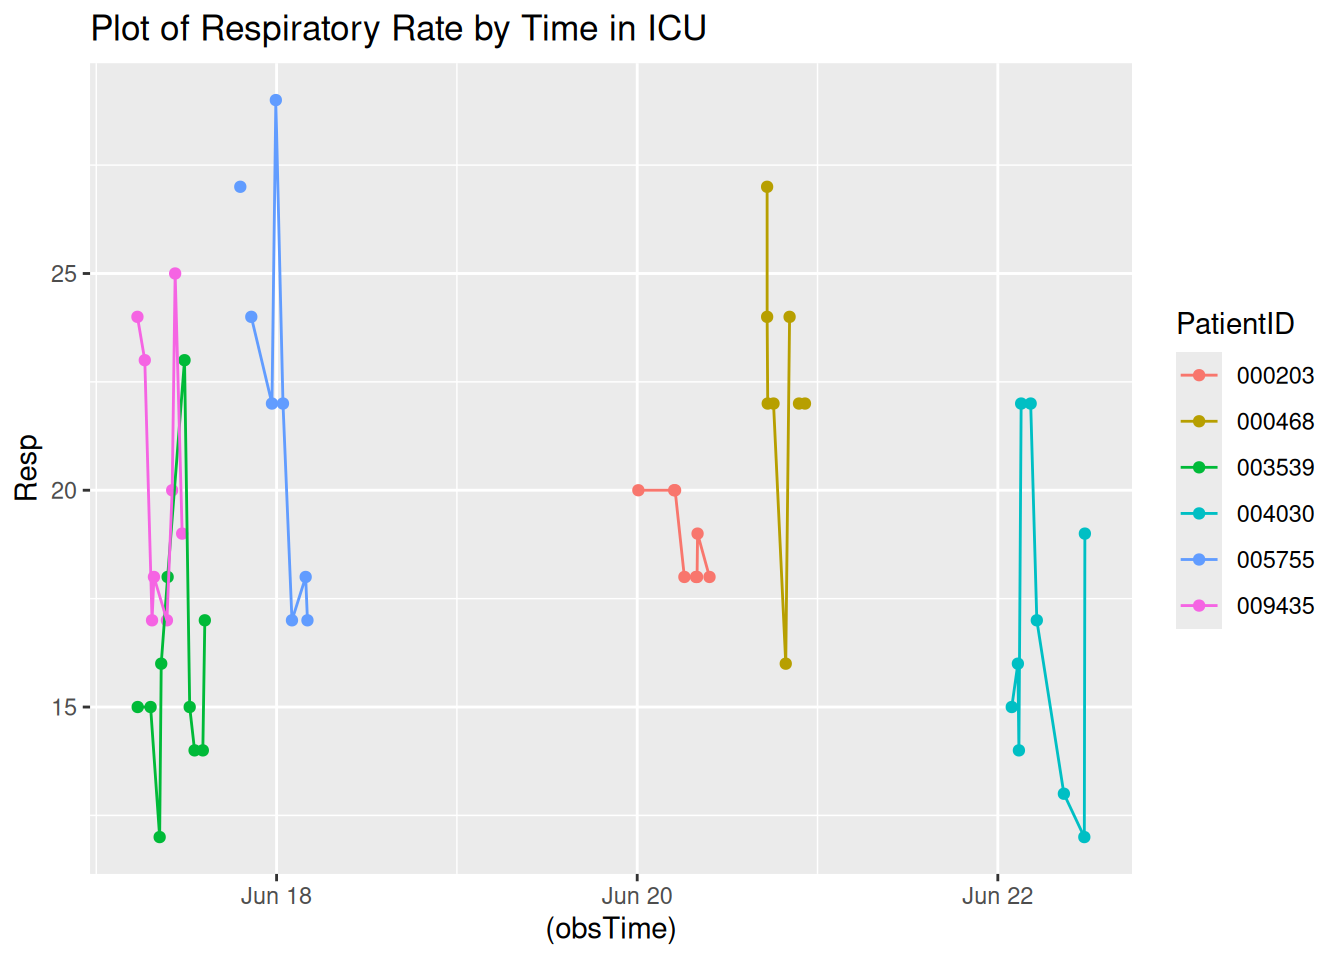 Plot of Respiratory Rate by Time in ICU
Resp
25
20
15
Jun 18
Jun 20
Jun 22
(obsTime)
PatientID
000203
000468
003539
004030
005755
009435